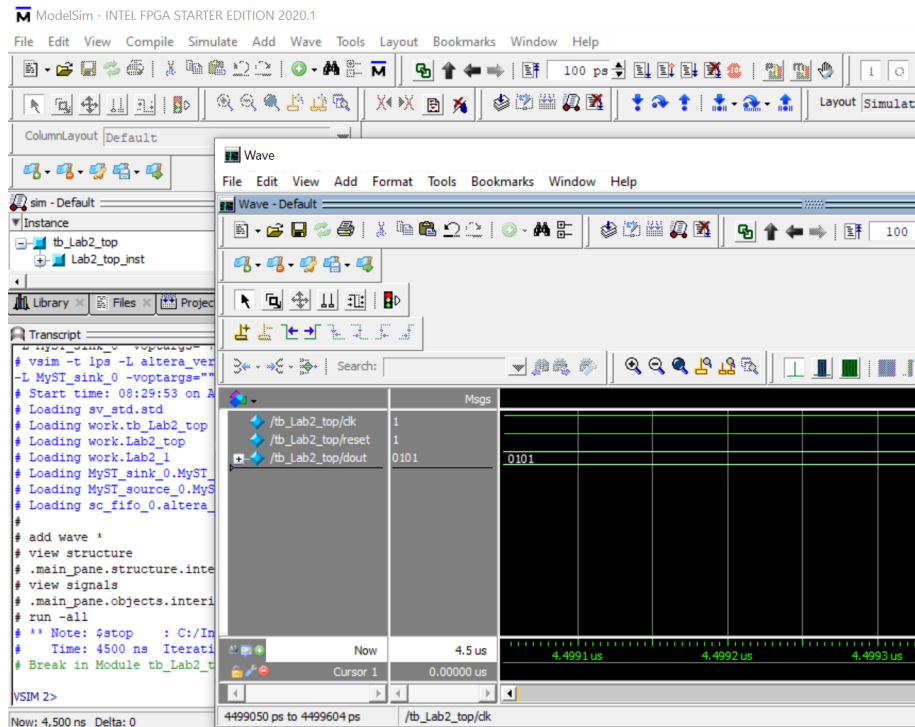 ModelSim - INTEL FPGA STARTER EDITION 2020.1
File Edit View Compile Simulate Add Wave Tools Layout Bookmarks Window Help
100 ps
Layout Simulat
ColumnLayout Default
sim - Default
Instance
tb_Lab2_top
Lab2_top_inst
Library Files Projec
Transcript
# vsim -t 1ps -L altera_ver
-L MyST_sink_0 -voptargs=""
# Start time: 08:29:53 on A
# Loading sv_std.std
# Loading work.tb_Lab2_top
# Loading work.Lab2_top
# Loading work.Lab2_1
# Loading MyST_sink_0.MyST_
# Loading MyST_source_0.MyS
# Loading sc_fifo_0.altera_
#
# add wave *
# view structure
# .main_pane.structure.inte
# view signals
# .main_pane.objects.interi
# run -all
# ** Note: $stop : C:/In
# Time: 4500 ns Iterati
# Break in Module tb_Lab2_t
VSIM 2>
Now: 4,500 ns Delta: 0
Wave
File Edit View Add Format Tools Bookmarks Window Help
Wave - Default
100
Search:
Msgs
/tb_Lab2_top/clk 1
/tb_Lab2_top/reset 1
/tb_Lab2_top/dout 0101 0101
Now 4.5 us 4.4991 us 4.4992 us 4.4993 us
Cursor 1 0.00000 us
4499050 ps to 4499604 ps /tb_Lab2_top/clk